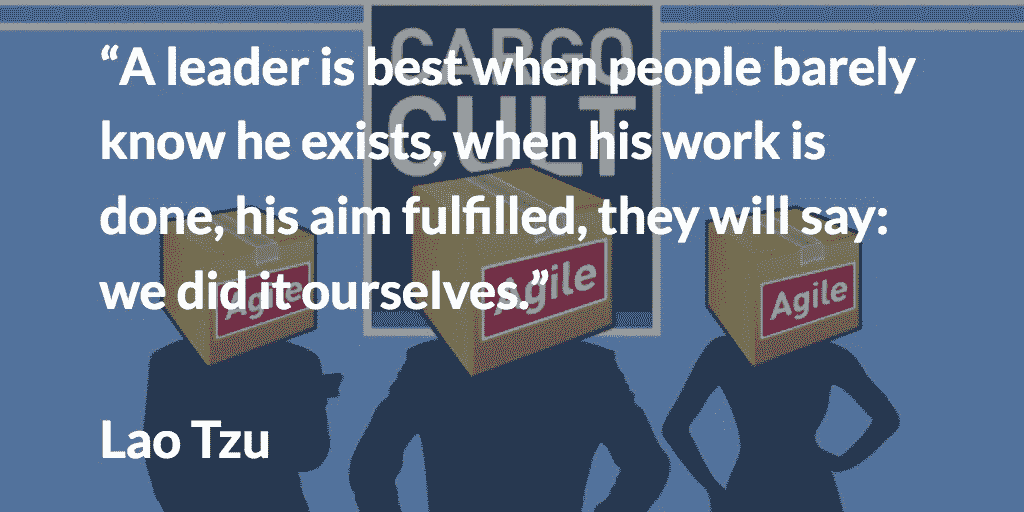 CARGO
CULT
“A leader is best when people barely
know he exists, when his work is
done, his aim fulfilled, they will say:
we did it ourselves.”
Agile
Agile
Agile
Lao Tzu